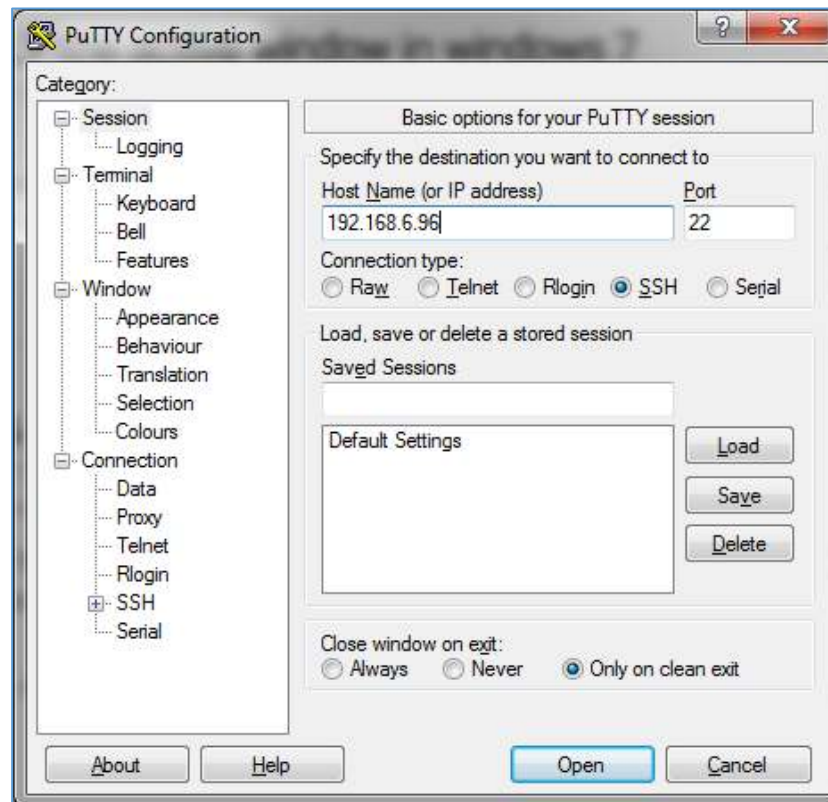 PuTTY Configuration
window in windows 7
Category:
Session
Logging
Terminal
Keyboard
Bell
Features
Window
Appearance
Behaviour
Translation
Selection
Colours
Connection
Data
Proxy
Telnet
Rlogin
SSH
Serial
Basic options for your PuTTY session
Specify the destination you want to connect to
Host Name (or IP address) Port
192.168.6.96 22
Connection type:
Raw Telnet Rlogin SSH Serial
Load, save or delete a stored session
Saved Sessions
Default Settings
Load
Save
Delete
Close window on exit:
Always Never Only on clean exit
About Help Open Cancel